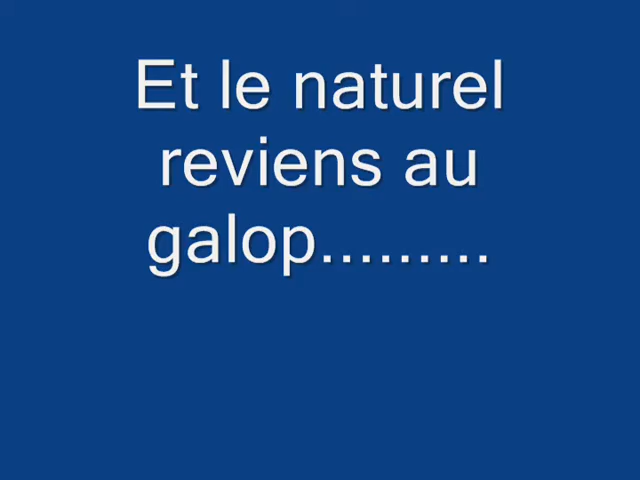 Et le naturel
reviens au
galop.........